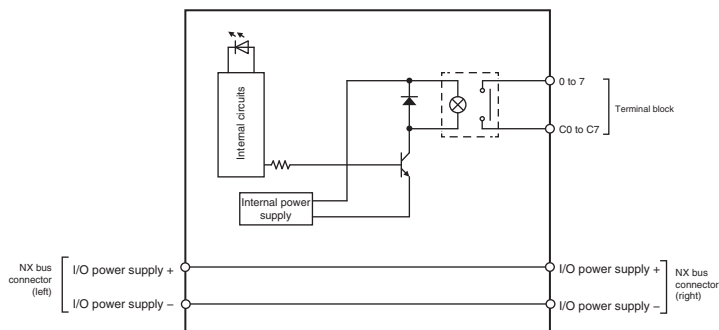 Internal circuits
0 to 7
Terminal block
C0 to C7
Internal power
supply
NX bus
connector
(left)
I/O power supply +
I/O power supply –
I/O power supply +
I/O power supply –
NX bus
connector
(right)